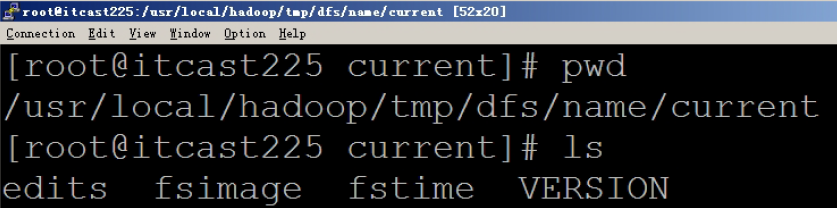 root@itcast225:/usr/local/hadoop/tmp/dfs/name/current [52x20]
Connection Edit View Window Option Help
[root@itcast225 current]# pwd
/usr/local/hadoop/tmp/dfs/name/current
[root@itcast225 current]# ls
edits fsimage fstime VERSION